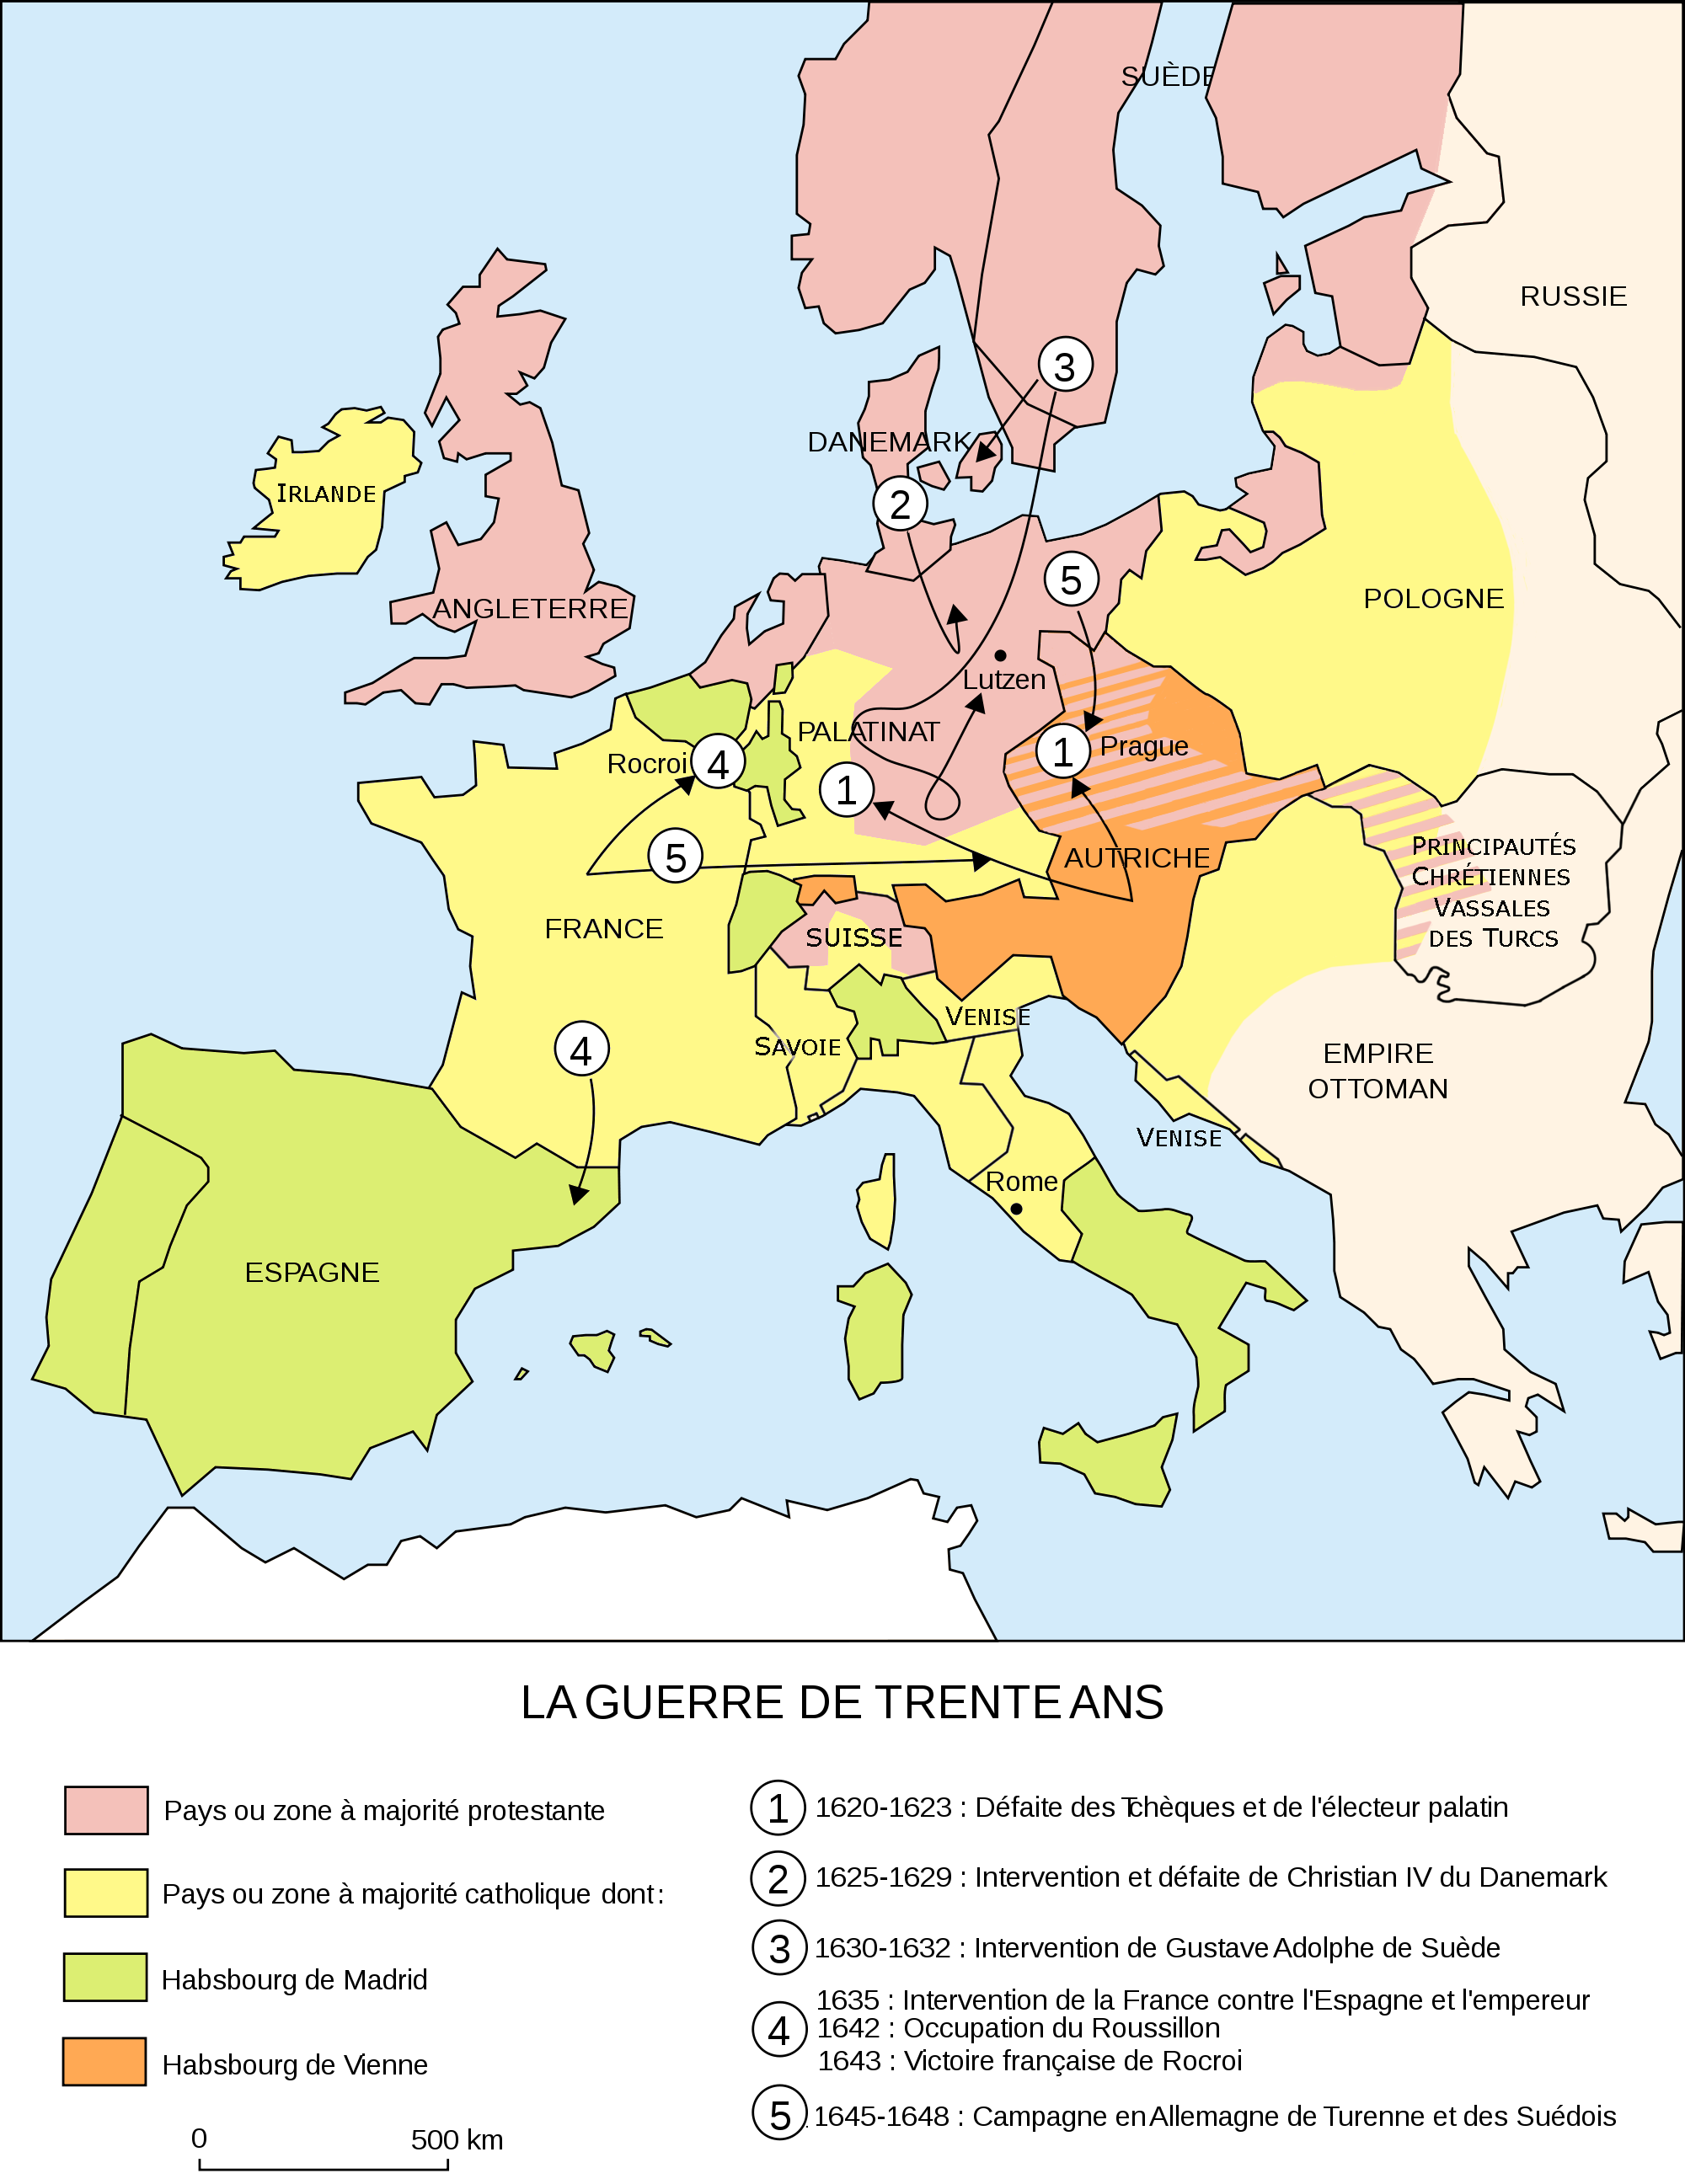 SUÈDE
RUSSIE
3
DANEMARK
IRLANDE
2
5
ANGLETERRE
POLOGNE
Lutzen
PALATINAT
1
Prague
Rocroi
4
1
5
AUTRICHE
PRINCIPAUTÉS
CHRÉTIENNES
VASSALES
DES TURCS
FRANCE
SUISSE
VENISE
SAVOIE
4
EMPIRE
OTTOMAN
VENISE
Rome
ESPAGNE
LA GUERRE DE TRENTE ANS
Pays ou zone à majorité protestante
Pays ou zone à majorité catholique dont :
Habsbourg de Madrid
Habsbourg de Vienne
0 500 km
1 1620-1623 : Défaite des Tchèques et de l'électeur palatin
2 1625-1629 : Intervention et défaite de Christian IV du Danemark
3 1630-1632 : Intervention de Gustave Adolphe de Suède
1635 : Intervention de la France contre l'Espagne et l'empereur
4 1642 : Occupation du Roussillon
1643 : Victoire française de Rocroi
5 1645-1648 : Campagne en Allemagne de Turenne et des Suédois